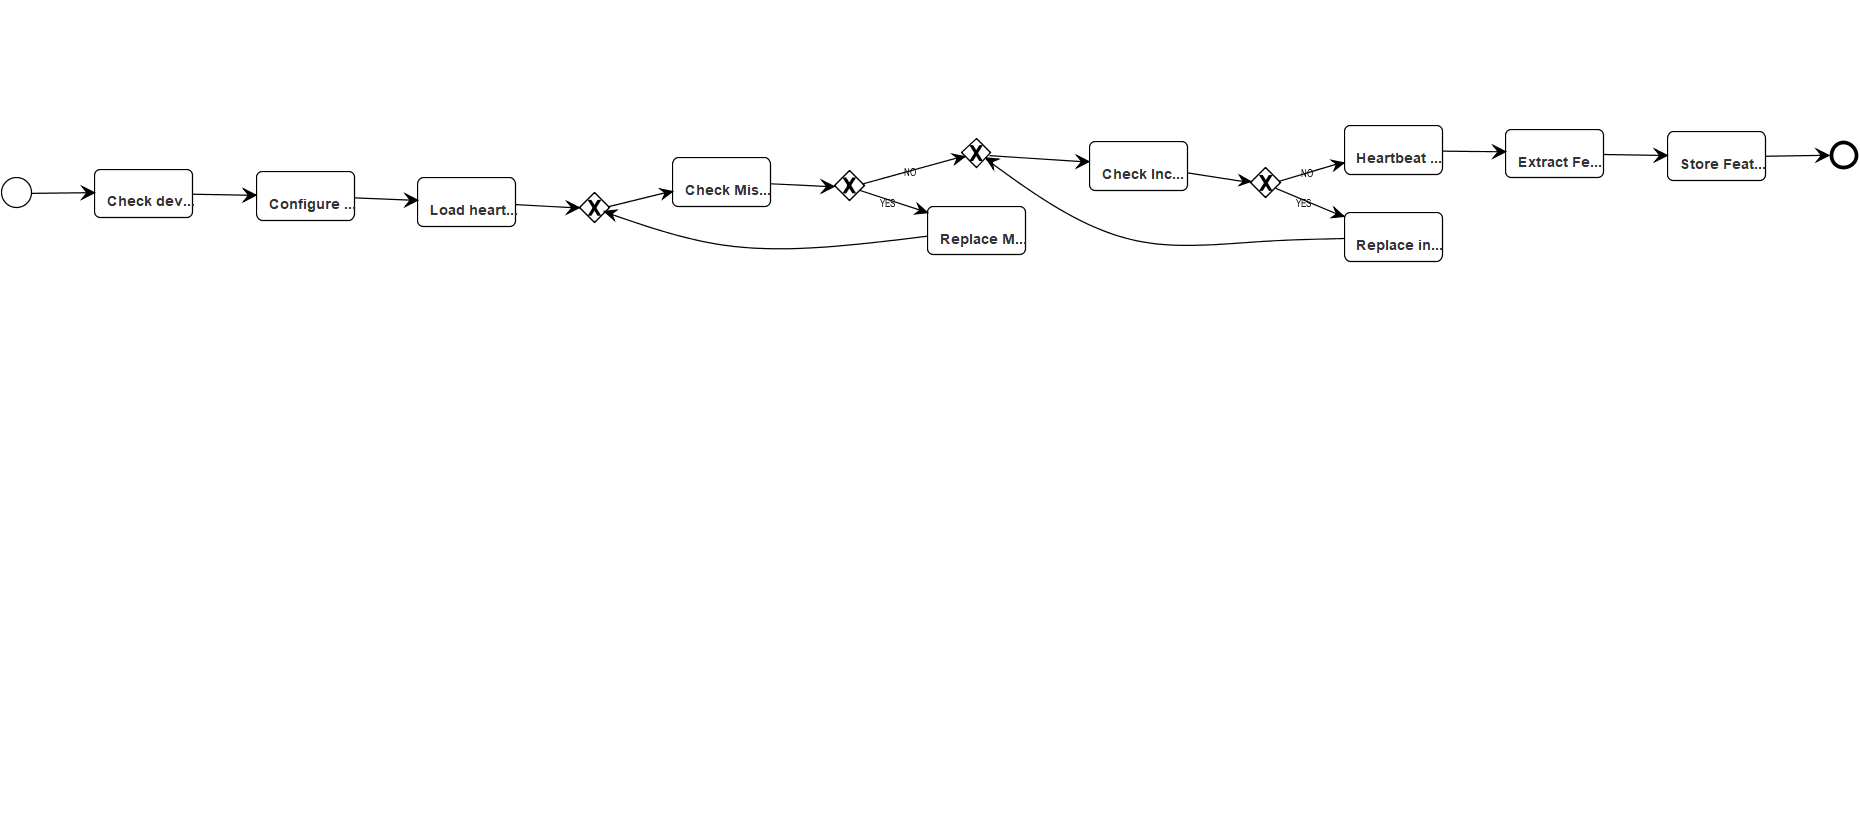 Check dev...
Configure ...
Load heart...
X
Check Mis...
X
NO
YES
Replace M...
X
Check Inc...
X
NO
YES
Heartbeat ...
Replace in...
Extract Fe...
Store Feat...